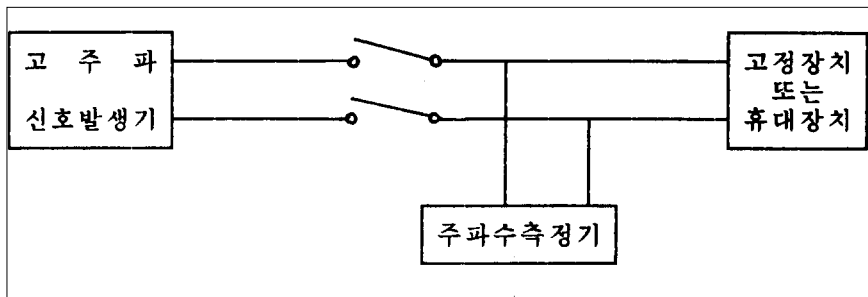 고 주 파
신호발생기
고정장치
또는
휴대장치
주파수측정기